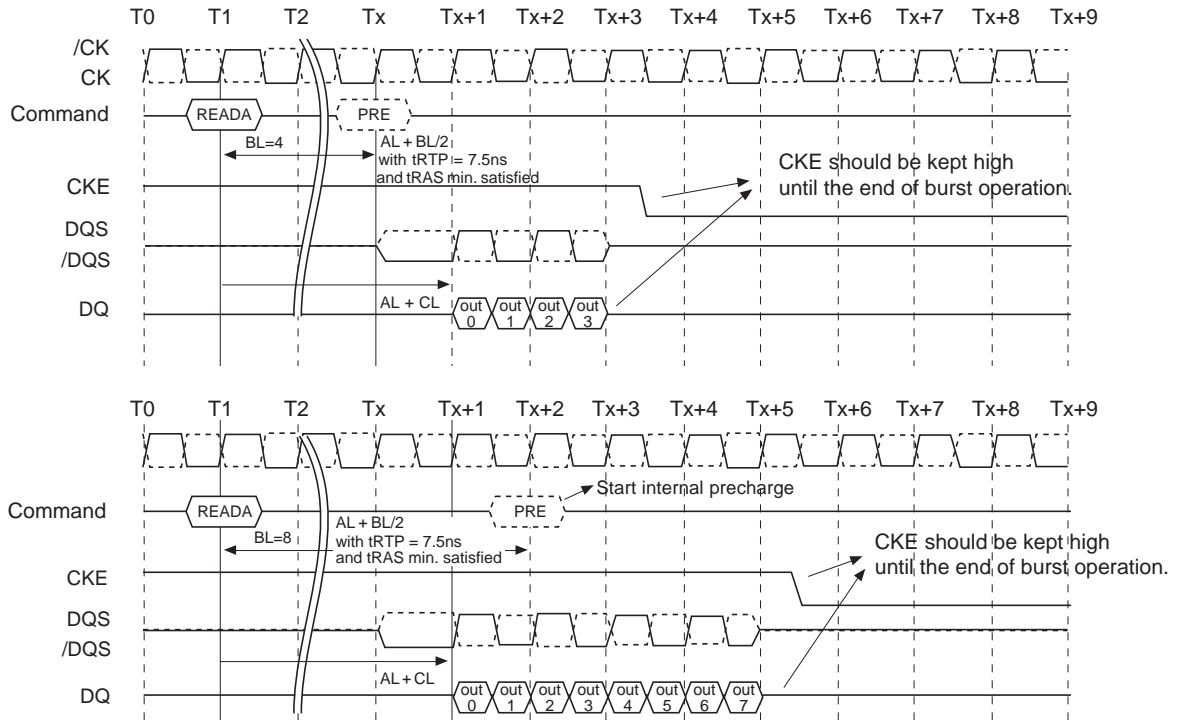 T0 T1 T2 Tx Tx+1 Tx+2 Tx+3 Tx+4 Tx+5 Tx+6 Tx+7 Tx+8 Tx+9
/CK
CK
Command READA PRE
BL=4 AL + BL/2
with tRTP = 7.5ns
and tRAS min. satisfied
CKE should be kept high
until the end of burst operation.
CKE
DQS
/DQS
AL + CL
DQ out 0 out 1 out 2 out 3
T0 T1 T2 Tx Tx+1 Tx+2 Tx+3 Tx+4 Tx+5 Tx+6 Tx+7 Tx+8 Tx+9
Start internal precharge
Command READA PRE
BL=8 AL + BL/2
with tRTP = 7.5ns
and tRAS min. satisfied
CKE should be kept high
until the end of burst operation.
CKE
DQS
/DQS
AL + CL
DQ out 0 out 1 out 2 out 3 out 4 out 5 out 6 out 7